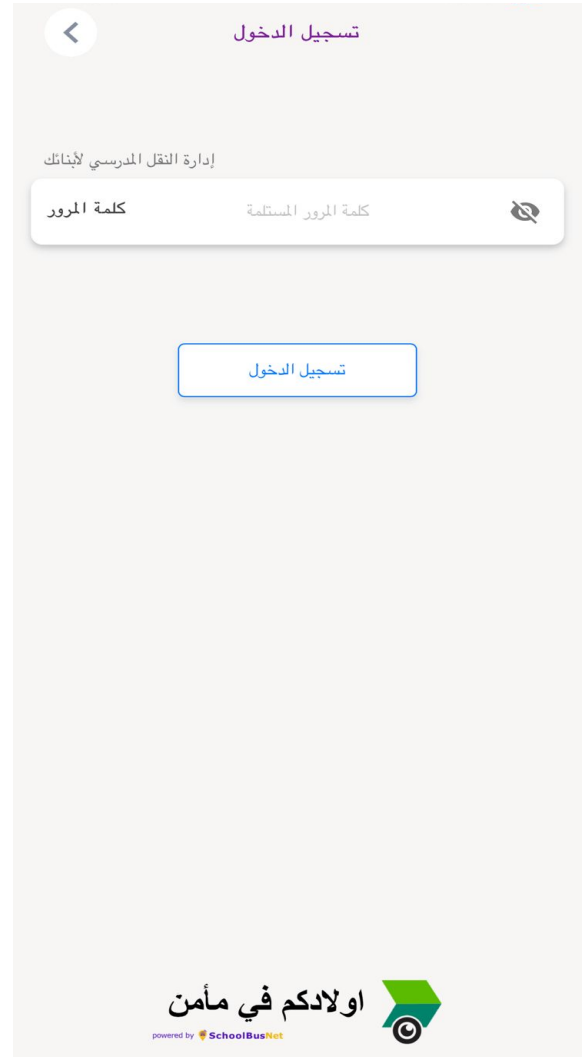 تسجيل الدخول
إدارة النقل المدرسي لأبنائك
كلمة المرور كلمة المرور المستلمة
تسجيل الدخول
اولادكم في مأمن
powered by SchoolBusNet